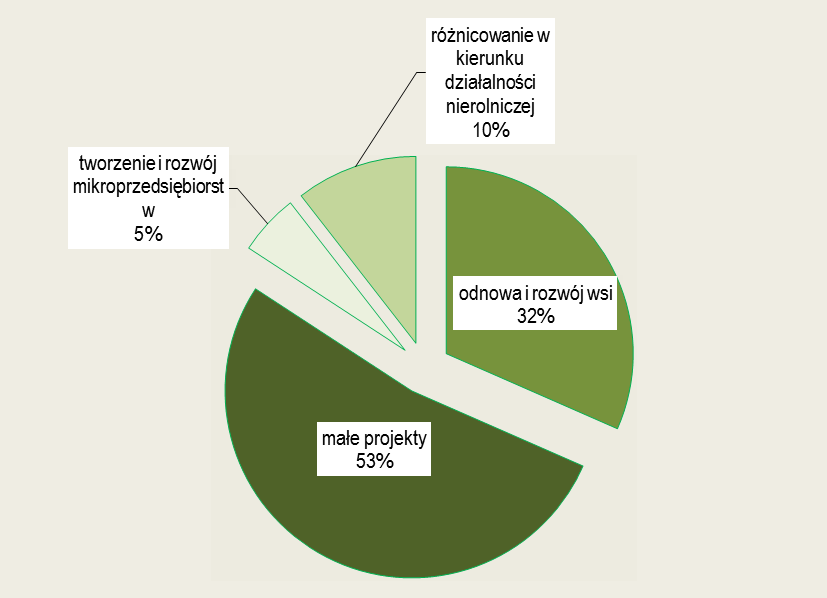 różnicowanie w
kierunku
działalności
nierolniczej
10%
tworzenie i rozwój
mikroprzedsiębiorst
w
5%
odnowa i rozwój wsi
32%
małe projekty
53%